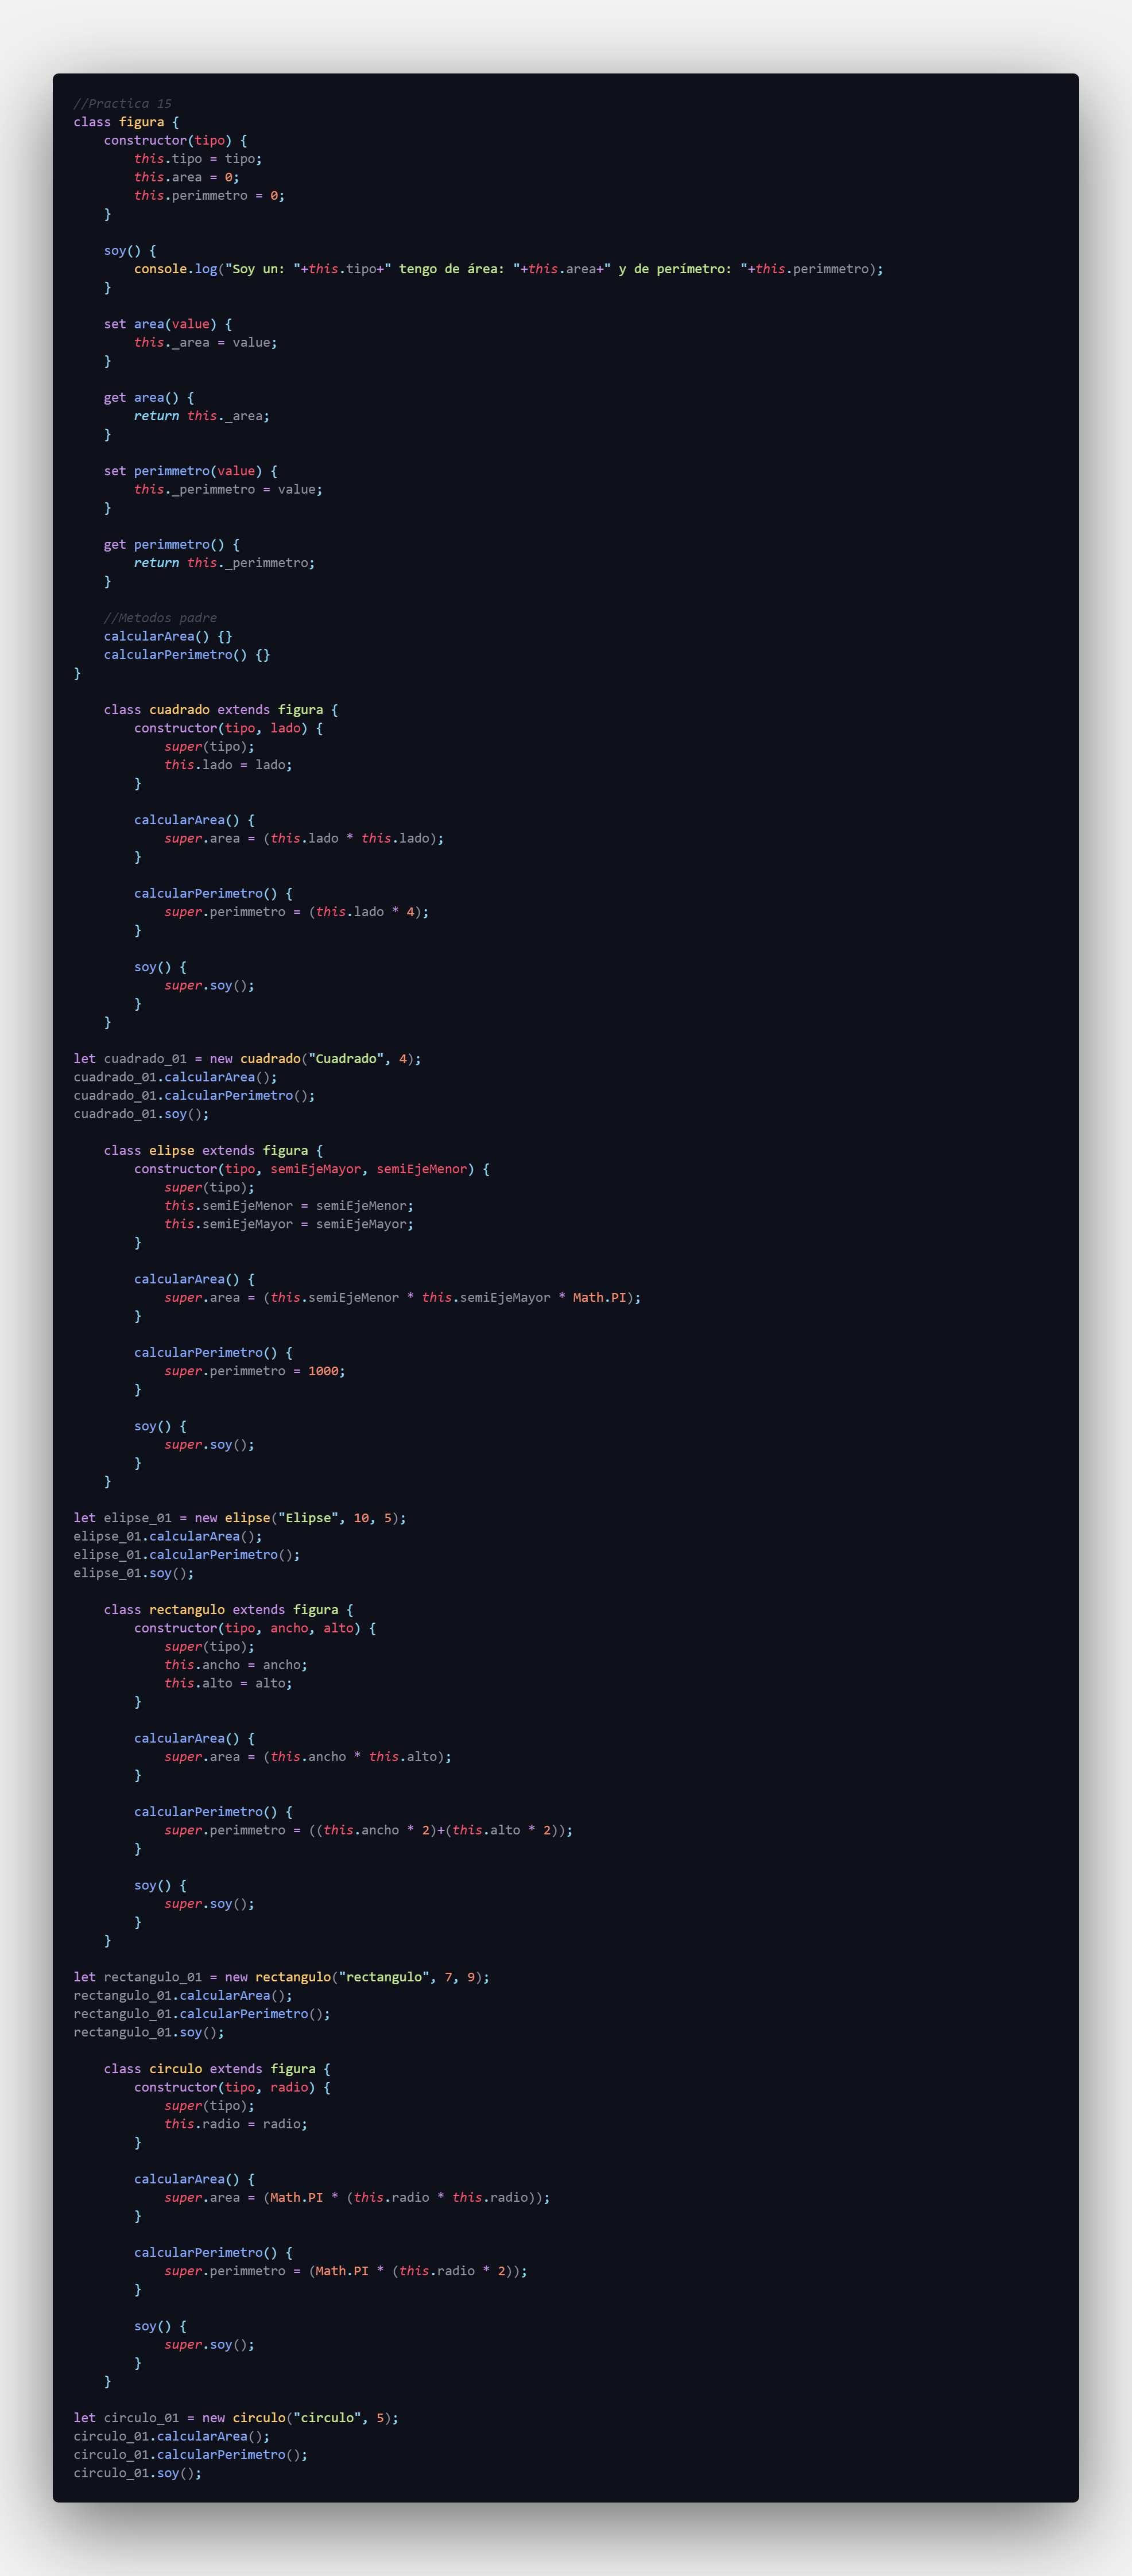 //Practica 15
class figura {
    constructor(tipo) {
        this.tipo = tipo;
        this.area = 0;
        this.perimmetro = 0;
    }

    soy() {
        console.log("Soy un: "+this.tipo+" tengo de área: "+this.area+" y de perímetro: "+this.perimmetro);
    }

    set area(value) {
        this._area = value;
    }

    get area() {
        return this._area;
    }

    set perimmetro(value) {
        this._perimmetro = value;
    }

    get perimmetro() {
        return this._perimmetro;
    }

    //Metodos padre
    calcularArea() {}
    calcularPerimetro() {}
}

    class cuadrado extends figura {
        constructor(tipo, lado) {
            super(tipo);
            this.lado = lado;
        }

        calcularArea() {
            super.area = (this.lado * this.lado);
        }

        calcularPerimetro() {
            super.perimmetro = (this.lado * 4);
        }

        soy() {
            super.soy();
        }
    }

let cuadrado_01 = new cuadrado("Cuadrado", 4);
cuadrado_01.calcularArea();
cuadrado_01.calcularPerimetro();
cuadrado_01.soy();

    class elipse extends figura {
        constructor(tipo, semiEjeMayor, semiEjeMenor) {
            super(tipo);
            this.semiEjeMenor = semiEjeMenor;
            this.semiEjeMayor = semiEjeMayor;
        }

        calcularArea() {
            super.area = (this.semiEjeMenor * this.semiEjeMayor * Math.PI);
        }

        calcularPerimetro() {
            super.perimmetro = 1000;
        }

        soy() {
            super.soy();
        }
    }

let elipse_01 = new elipse("Elipse", 10, 5);
elipse_01.calcularArea();
elipse_01.calcularPerimetro();
elipse_01.soy();

    class rectangulo extends figura {
        constructor(tipo, ancho, alto) {
            super(tipo);
            this.ancho = ancho;
            this.alto = alto;
        }

        calcularArea() {
            super.area = (this.ancho * this.alto);
        }

        calcularPerimetro() {
            super.perimmetro = ((this.ancho * 2)+(this.alto * 2));
        }

        soy() {
            super.soy();
        }
    }

let rectangulo_01 = new rectangulo("rectangulo", 7, 9);
rectangulo_01.calcularArea();
rectangulo_01.calcularPerimetro();
rectangulo_01.soy();

    class circulo extends figura {
        constructor(tipo, radio) {
            super(tipo);
            this.radio = radio;
        }

        calcularArea() {
            super.area = (Math.PI * (this.radio * this.radio));
        }

        calcularPerimetro() {
            super.perimmetro = (Math.PI * (this.radio * 2));
        }

        soy() {
            super.soy();
        }
    }

let circulo_01 = new circulo("circulo", 5);
circulo_01.calcularArea();
circulo_01.calcularPerimetro();
circulo_01.soy();